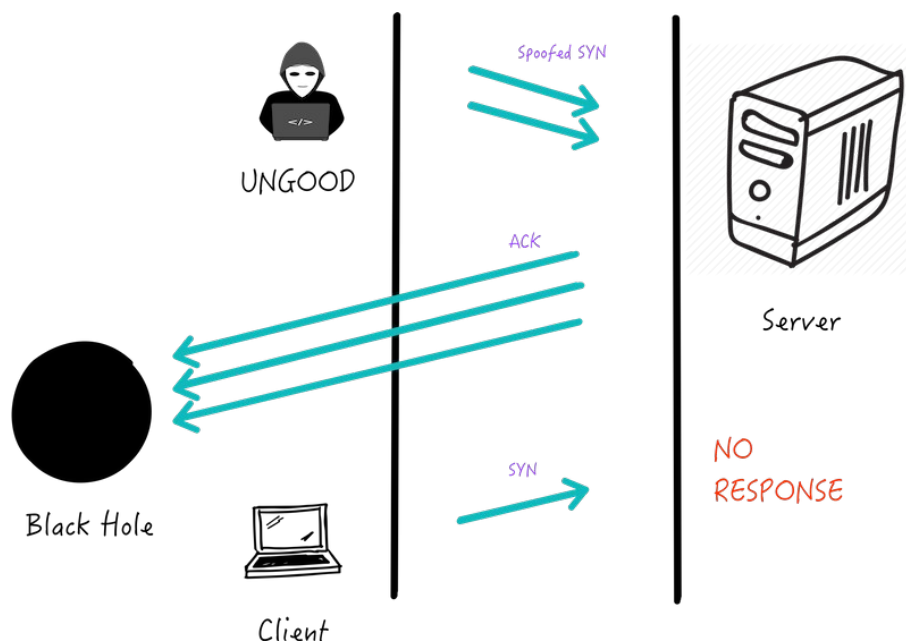 Spoofed SYN
</>
UNGOOD
ACK
Server
NO
RESPONSE
SYN
Black Hole
Client